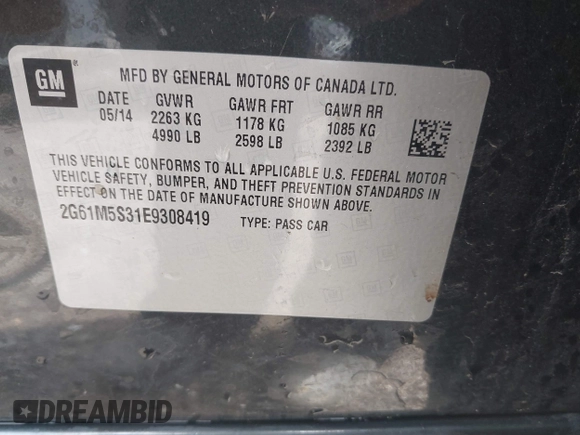 GM
MFD BY GENERAL MOTORS OF CANADA LTD.
DATE GVWR GAWR FRT GAWR RR
05/14 2263 KG 1178 KG 1085 KG
4990 LB 2598 LB 2392 LB
THIS VEHICLE CONFORMS TO ALL APPLICABLE U.S. FEDERAL MOTOR
VEHICLE SAFETY, BUMPER, AND THEFT PREVENTION STANDARDS IN
EFFECT ON THE DATE OF MANUFACTURE SHOWN ABOVE.
2G61M5S31E9308419 TYPE: PASS CAR
DREAMBID